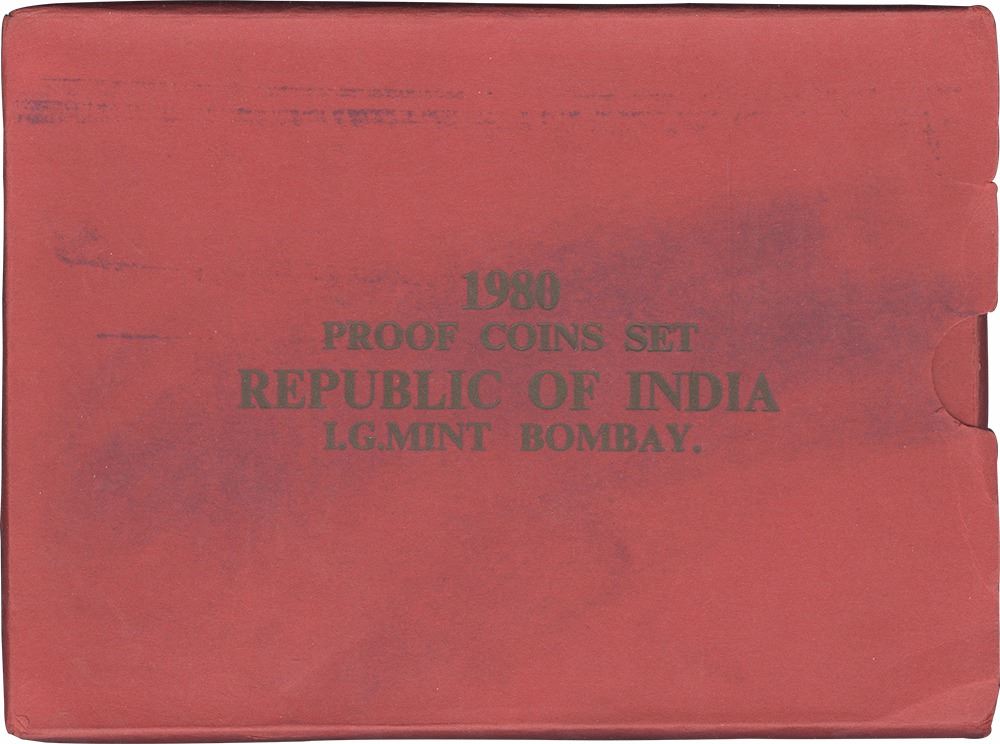 1980
PROOF COINS SET
REPUBLIC OF INDIA
I.G.MINT BOMBAY.